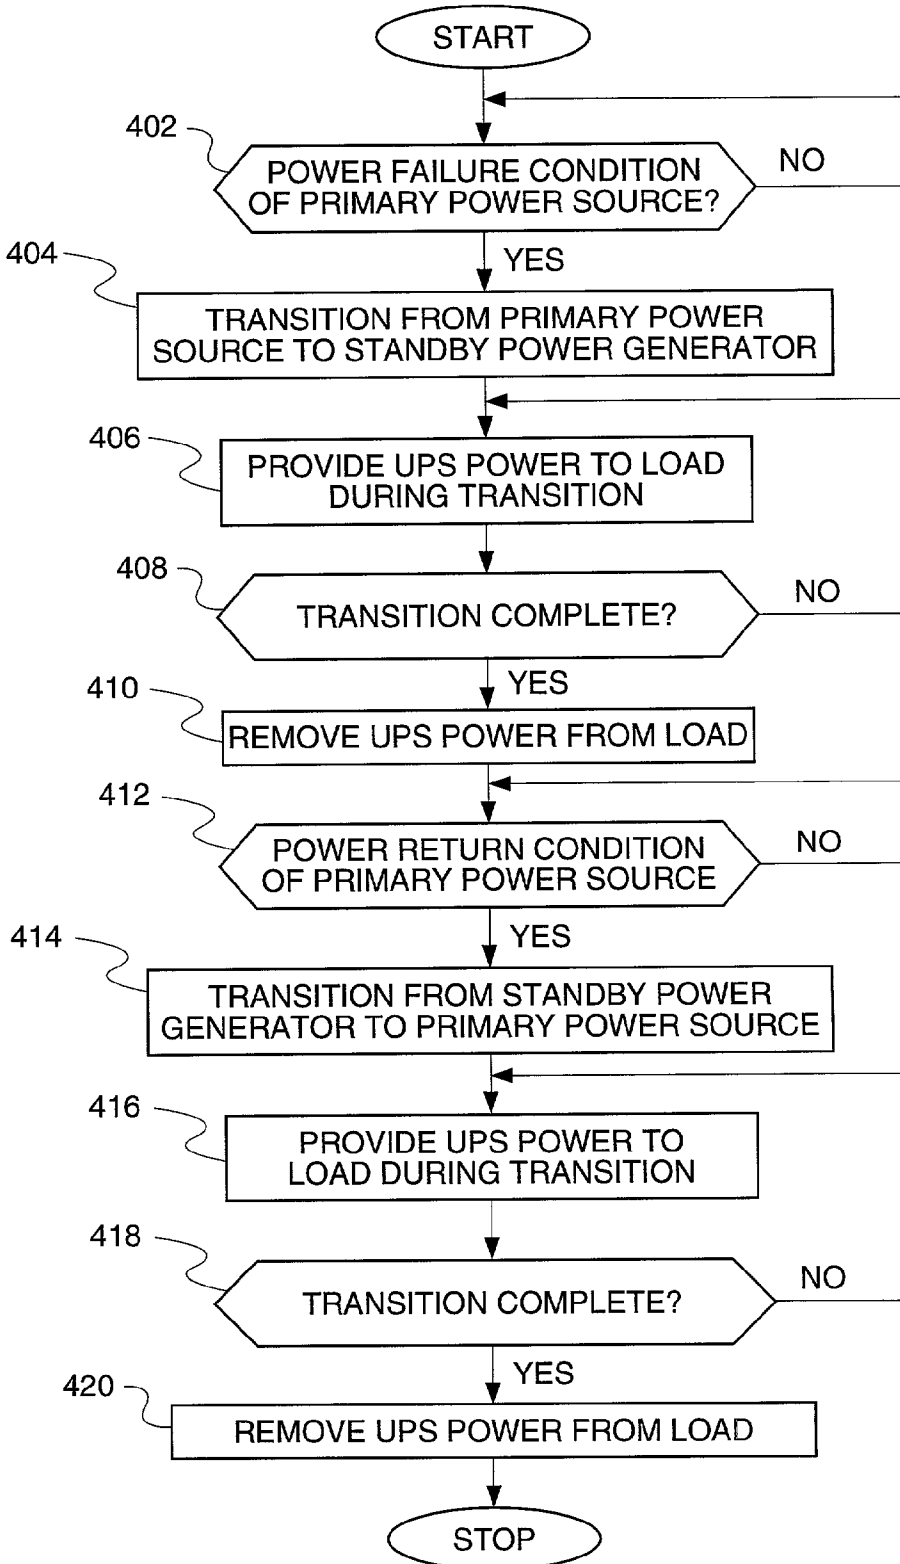 START
402
POWER FAILURE CONDITION
OF PRIMARY POWER SOURCE?
NO
YES
404
TRANSITION FROM PRIMARY POWER
SOURCE TO STANDBY POWER GENERATOR
406
PROVIDE UPS POWER TO LOAD
DURING TRANSITION
408
TRANSITION COMPLETE?
NO
YES
410
REMOVE UPS POWER FROM LOAD
412
POWER RETURN CONDITION
OF PRIMARY POWER SOURCE
NO
YES
414
TRANSITION FROM STANDBY POWER
GENERATOR TO PRIMARY POWER SOURCE
416
PROVIDE UPS POWER TO
LOAD DURING TRANSITION
418
TRANSITION COMPLETE?
NO
YES
420
REMOVE UPS POWER FROM LOAD
STOP